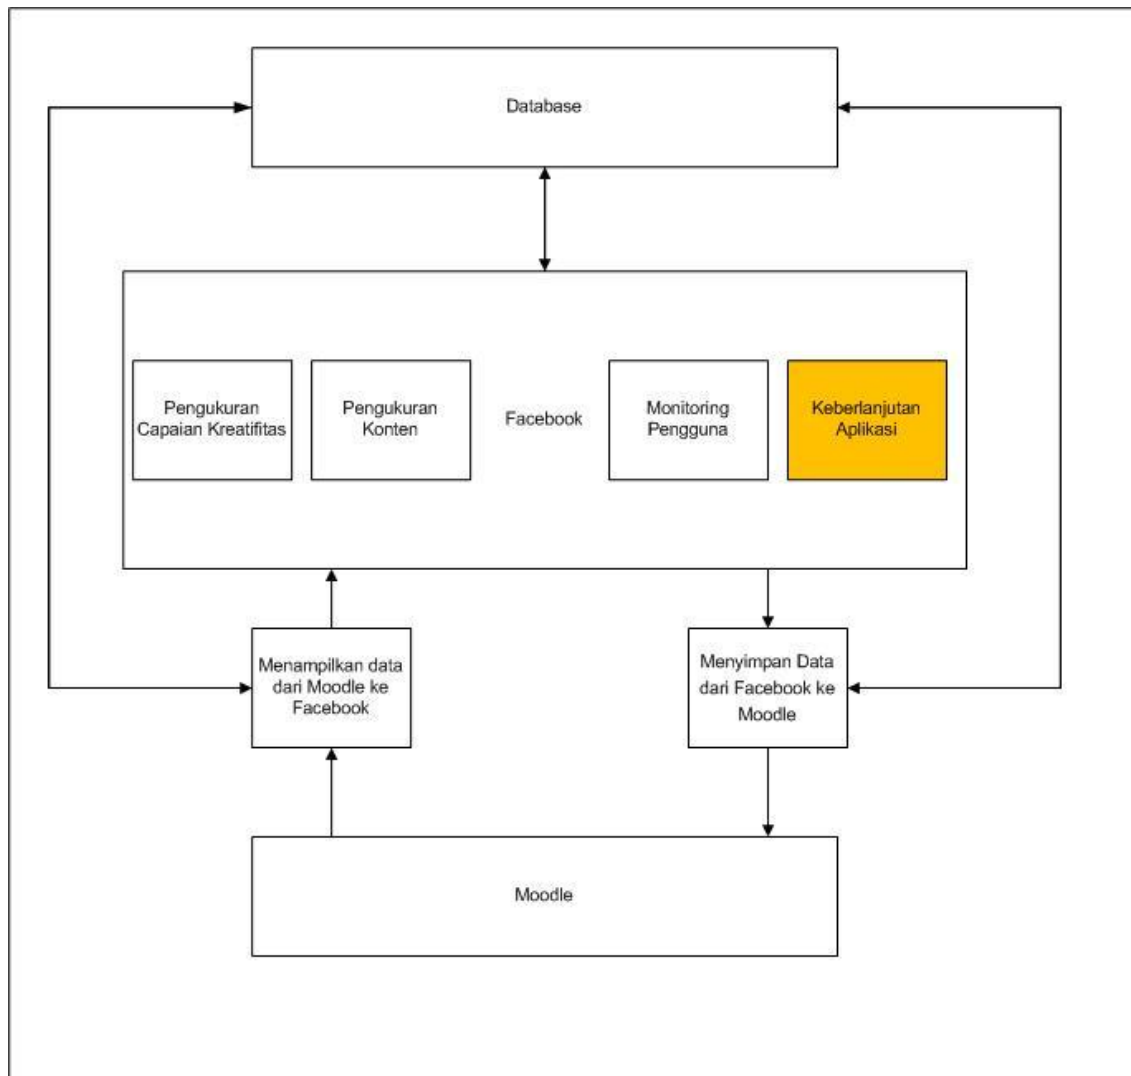 Database
Pengukuran
Capaian Kreatifitas
Pengukuran
Konten
Facebook
Monitoring
Pengguna
Keberlanjutan
Aplikasi
Menampilkan data
dari Moodle ke
Facebook
Menyimpan Data
dari Facebook ke
Moodle
Moodle